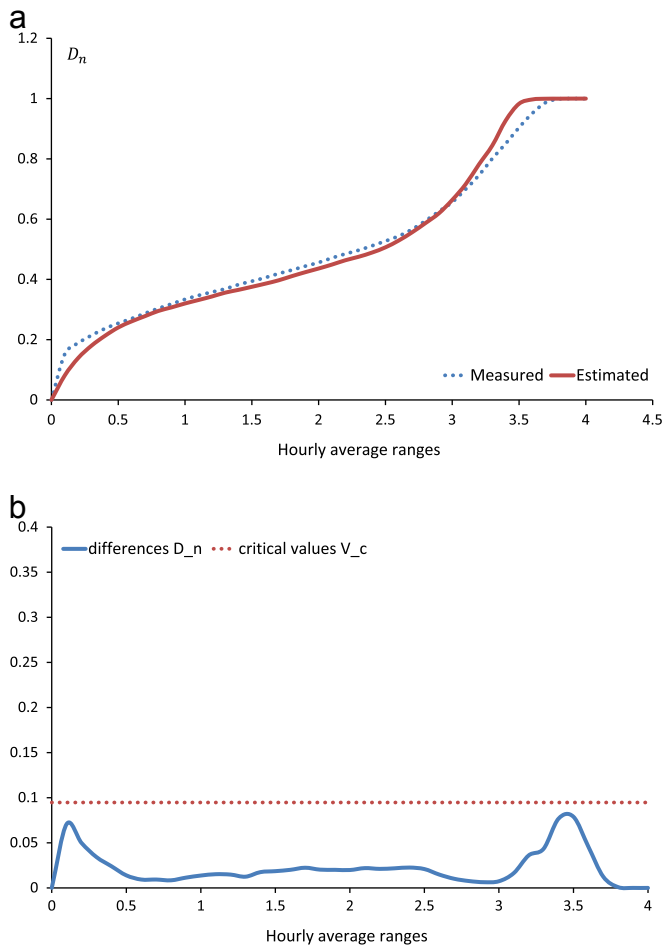 a
1.2
D_n
1
0.8
0.6
0.4
0.2
0
Measured Estimated
0 0.5 1 1.5 2 2.5 3 3.5 4 4.5
Hourly average ranges
b
0.4
differences D_n critical values V_c
0.35
0.3
0.25
0.2
0.15
0.1
0.05
0
0 0.5 1 1.5 2 2.5 3 3.5 4
Hourly average ranges